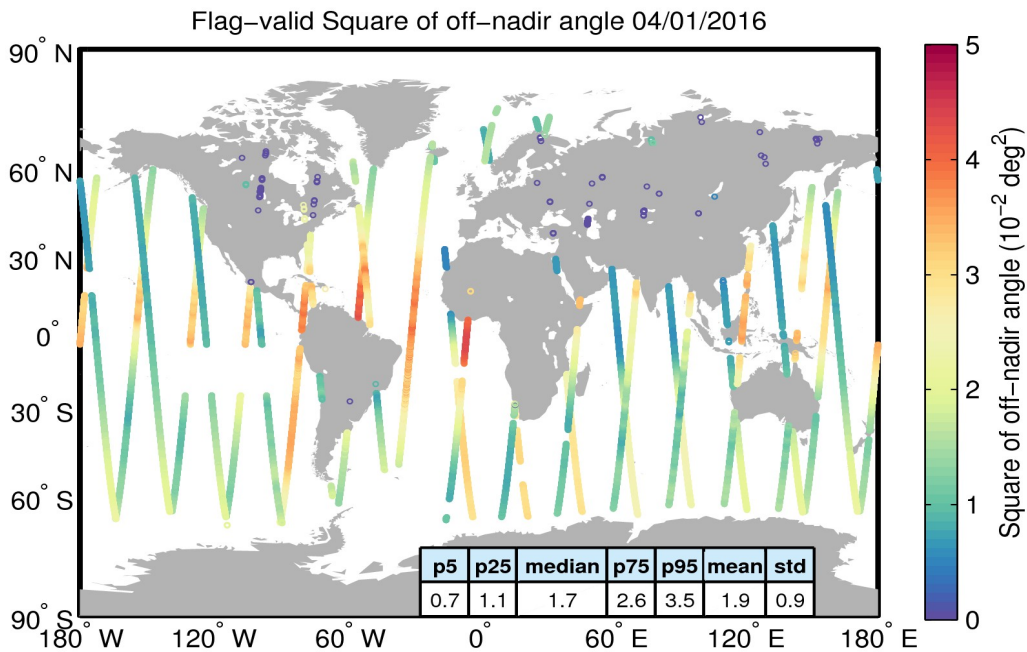 Flag−valid Square of off−nadir angle 04/01/2016
90° N
60° N
30° N
0°
30° S
60° S
90° S
180° W
120° W
60° W
0°
60° E
120° E
180° E
p5 p25 median p75 p95 mean std
0.7 1.1 1.7 2.6 3.5 1.9 0.9
5
4
3
2
1
0
Square of off−nadir angle (10⁻² deg²)